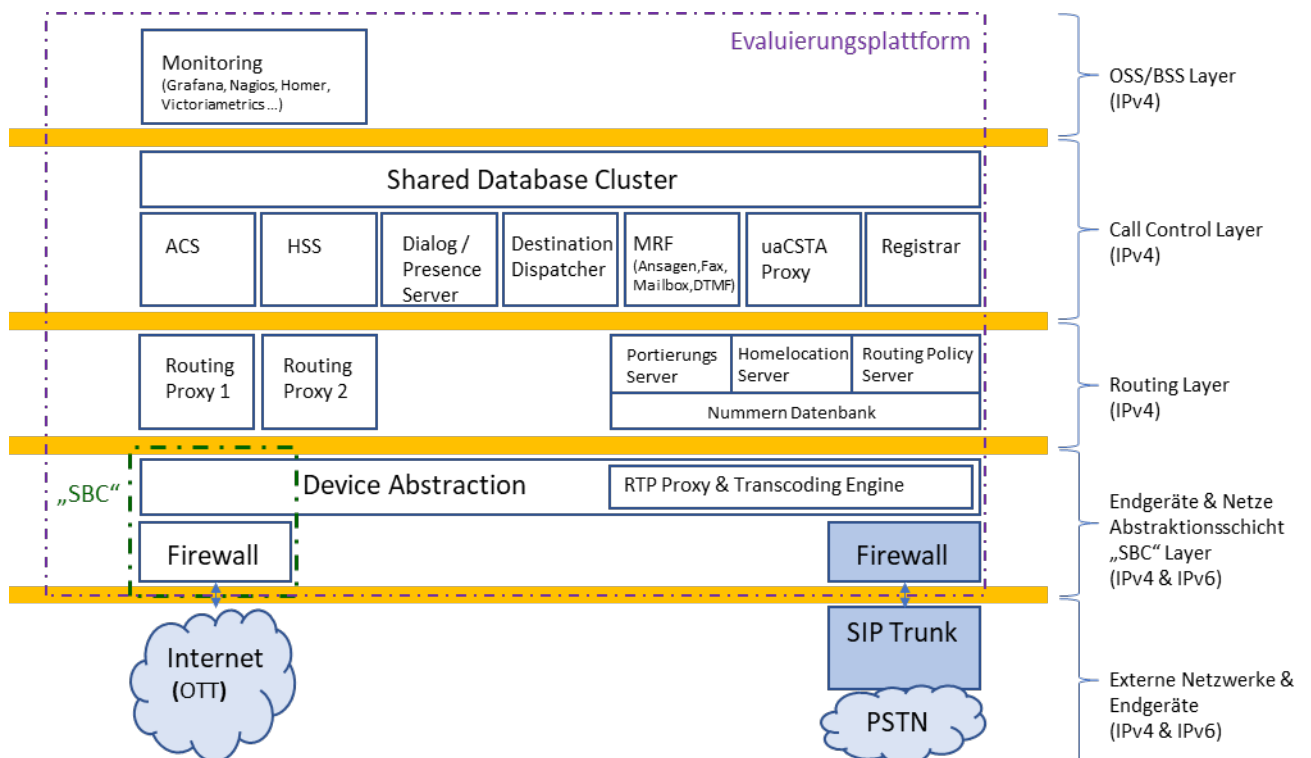 Evaluierungsplattform
Monitoring
(Grafana, Nagios, Homer,
Victoriametrics ...)
OSS/BSS Layer
(IPv4)
Shared Database Cluster
ACS
HSS
Dialog /
Presence
Server
Destination
Dispatcher
MRF
(Ansagen,Fax,
Mailbox,DTMF)
uaCSTA
Proxy
Registrar
Call Control Layer
(IPv4)
Routing
Proxy 1
Routing
Proxy 2
Portierungs
Server
Homelocation
Server
Routing Policy
Server
Nummern Datenbank
Routing Layer
(IPv4)
„SBC“
Device Abstraction
RTP Proxy & Transcoding Engine
Firewall
Firewall
Endgeräte & Netze
Abstraktionsschicht
„SBC“ Layer
(IPv4 & IPv6)
Internet
(OTT)
SIP Trunk
PSTN
Externe Netzwerke &
Endgeräte
(IPv4 & IPv6)